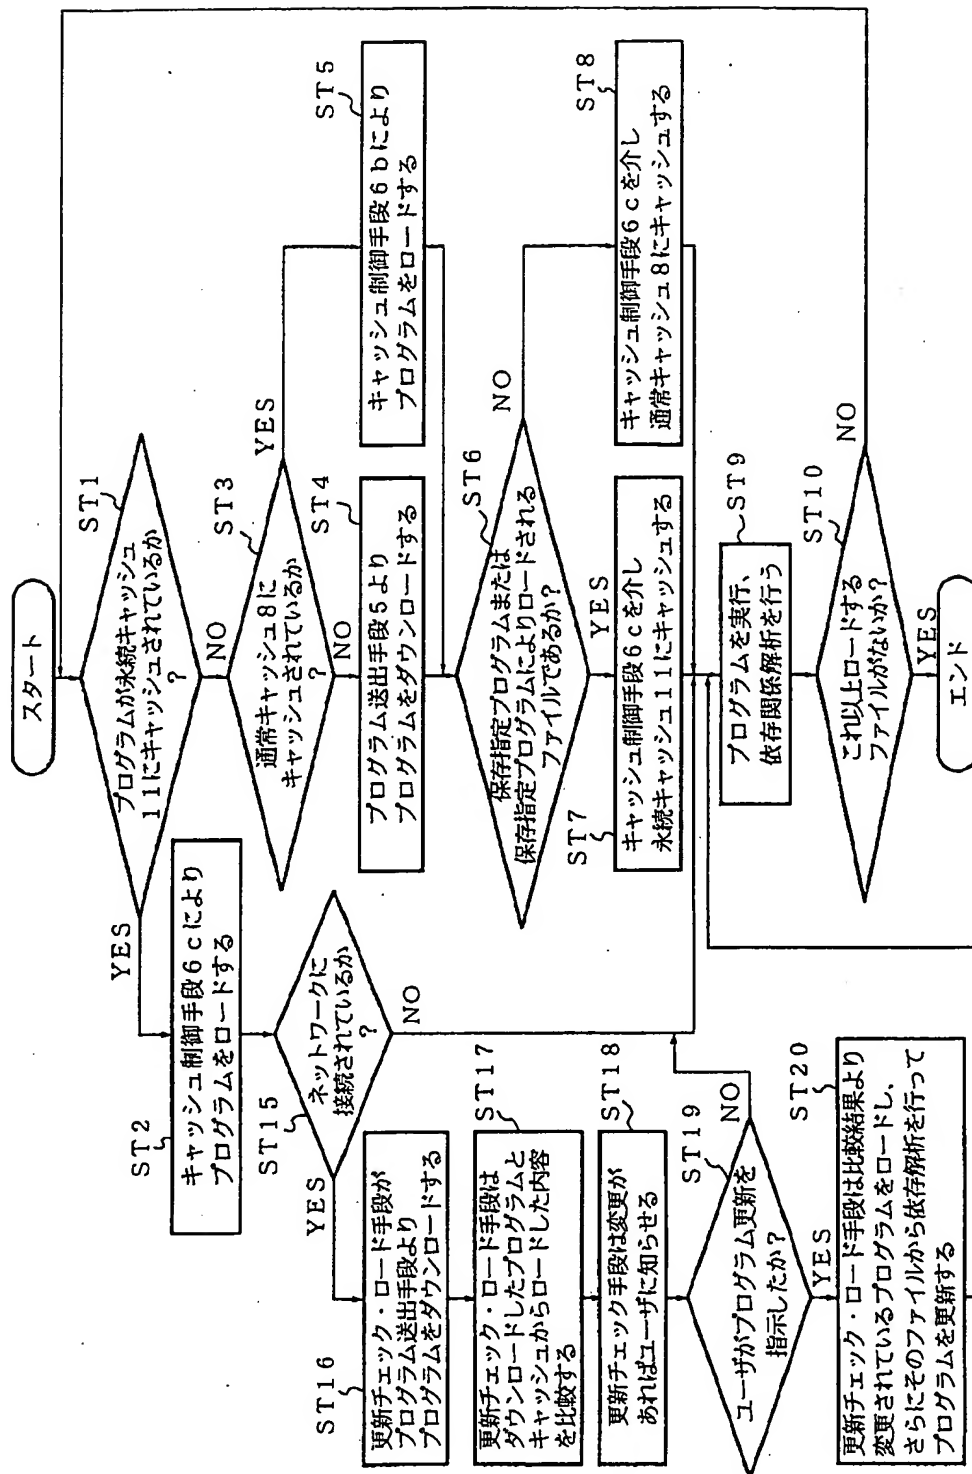 スタート
ST1
プログラムが永続キャッシュ
11にキャッシュされているか
?
YES
NO
ST2
キャッシュ制御手段6cにより
プログラムをロードする
ST3
通常キャッシュ8に
キャッシュされているか
?
YES
NO
ST4
プログラム送出手段5より
プログラムをダウンロードする
ST5
キャッシュ制御手段6bにより
プログラムをロードする
ST15
ネットワークに
接続されているか
?
YES
NO
ST6
保存指定プログラムまたは
保存指定プログラムによりロードされる
ファイルであるか?
NO
YES
ST7
キャッシュ制御手段6cを介し
永続キャッシュ11にキャッシュする
ST8
キャッシュ制御手段6cを介し
通常キャッシュ8にキャッシュする
ST16
更新チェック・ロード手段が
プログラム送出手段より
プログラムをダウンロードする
ST17
更新チェック・ロード手段は
ダウンロードしたプログラムと
キャッシュからロードした内容
を比較する
ST18
更新チェック手段は変更が
あればユーザに知らせる
ST19
ユーザがプログラム更新を
指示したか?
NO
YES
ST20
更新チェック・ロード手段は比較結果より
変更されているプログラムをロードし、
さらにそのファイルから依存解析を行って
プログラムを更新する
ST9
プログラムを実行、
依存関係解析を行う
ST10
これ以上ロードする
ファイルがないか?
NO
YES
エンド